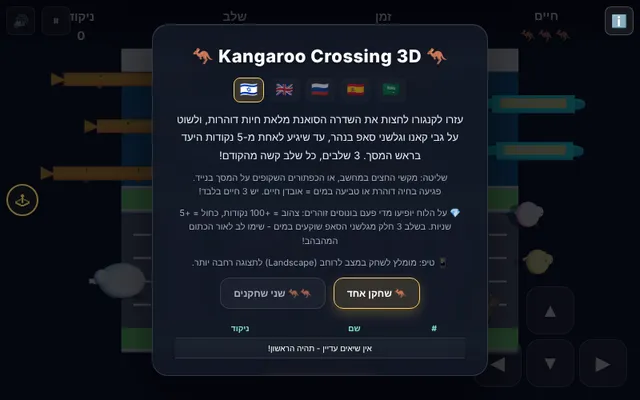 ניקוד
#
שלב
זמן
חיים
0
Kangaroo Crossing 3D
עזרו לקנגורו לחצות את השדרה הסואנת מלאת חיות דוהרות, ולשוט
על גבי קאנו וגלשני סאפ בנהר, עד שיגיע לאחת מ-5 נקודות היעד
בראש המסך. 3 שלבים, כל שלב קשה מהקודם!
שליטה: מקשי החצים במחשב, או הכפתורים השקופים על המסך בנייד.
פגיעה בחיה דוהרת או טביעה במים = אובדן חיים. יש 3 חיים בלבד!
💎 על הלוח יופיעו מדי פעם בונוסים זוהרים: צהוב = +100 נקודות, כחול = +5
שניות. בשלב 3 חלק מגלשני הסאפ שוקעים במים - שימו לב לאור הכתום
המהבהב!
📱 טיפ: מומלץ לשחק במצב לרוחב (Landscape) לתצוגה רחבה יותר.
שחקן אחד
שני שחקנים
#
שם
ניקוד
אין שיאים עדיין - תהיה הראשון!